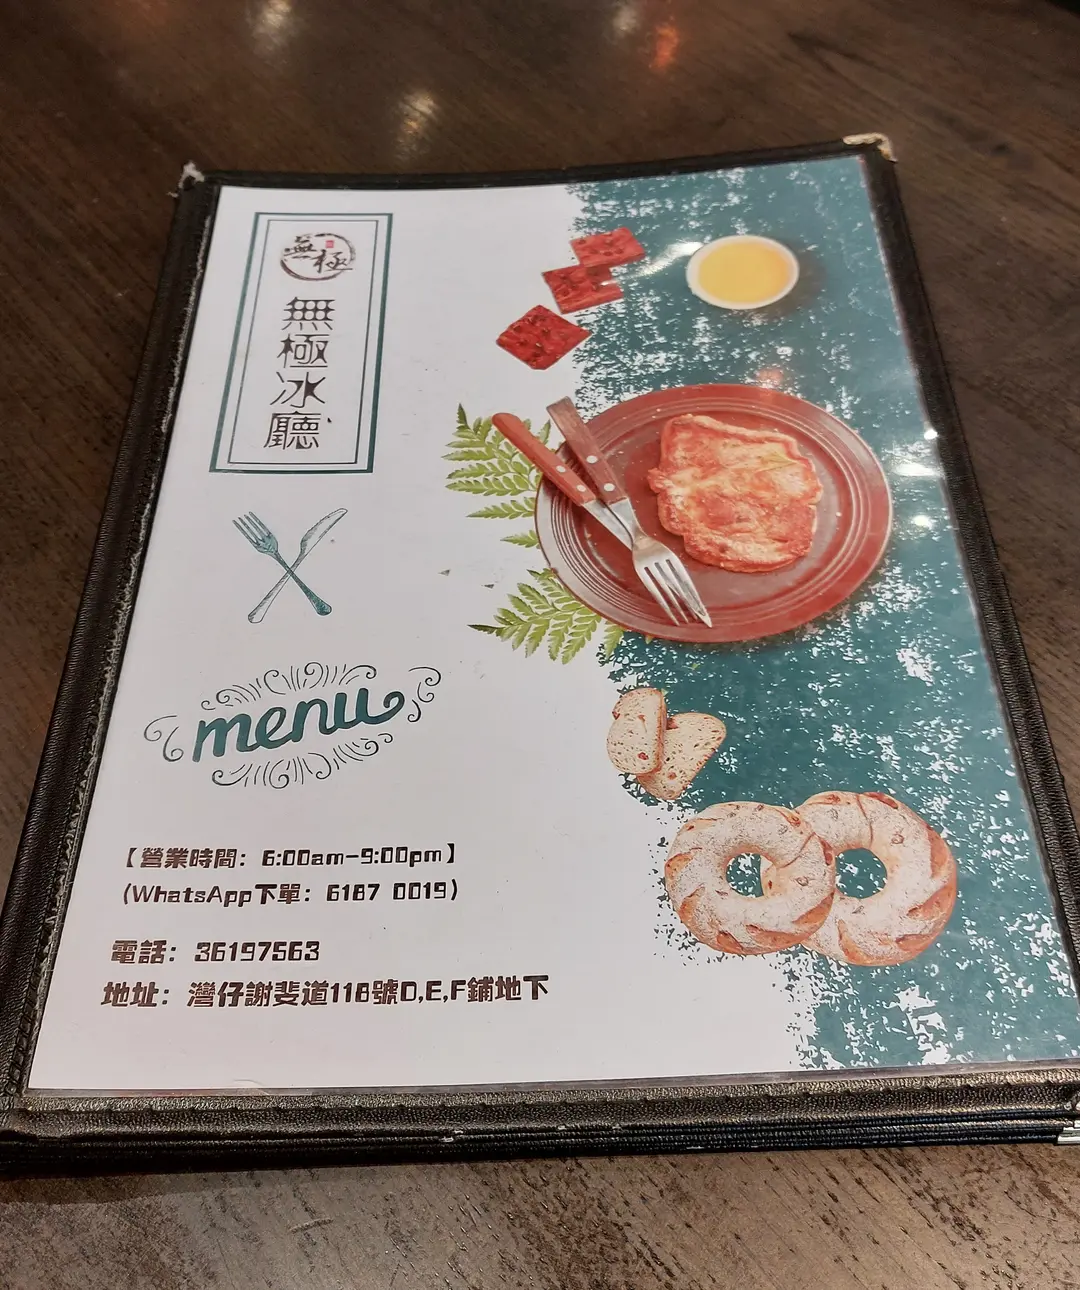 無極
無極冰廳
menu
【營業時間: 6:00am-9:00pm】
(WhatsApp下單: 6187 0019)
電話: 36197563
地址: 灣仔謝斐道118號D,E,F鋪地下